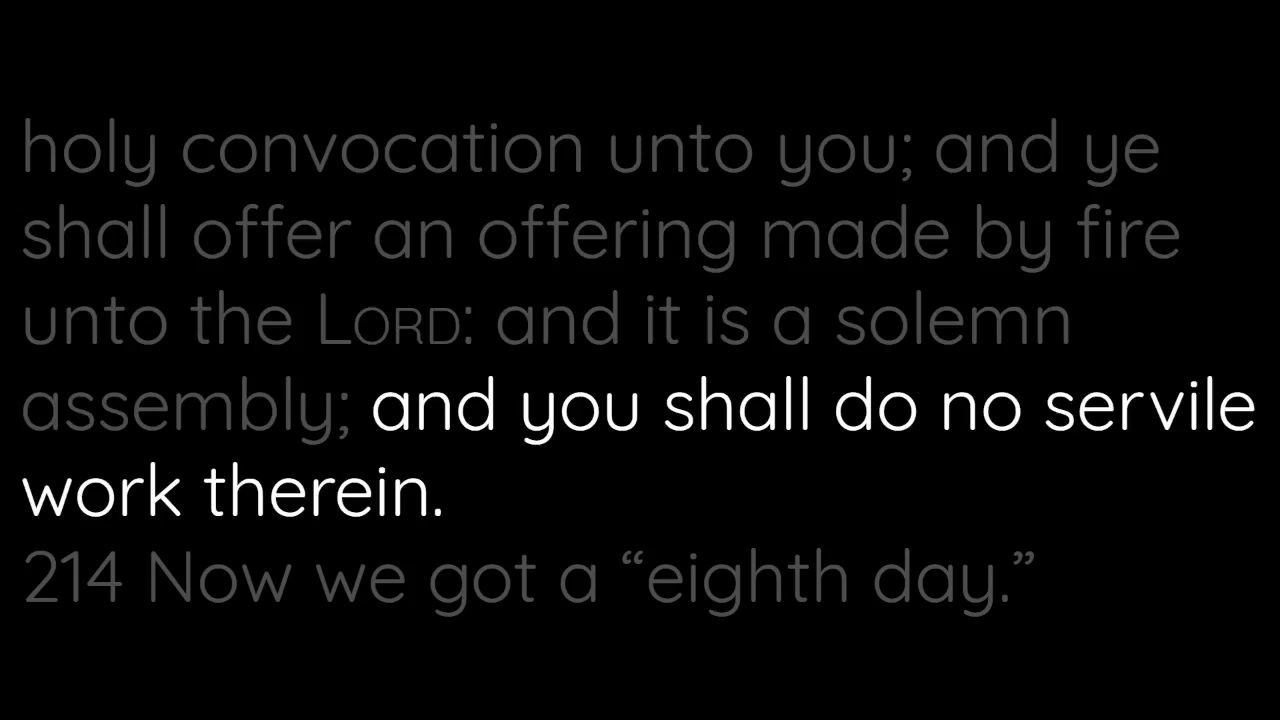 holy convocation unto you; and ye
shall offer an offering made by fire
unto the LORD: and it is a solemn
assembly; and you shall do no servile
work therein.
214 Now we got a “eighth day.”